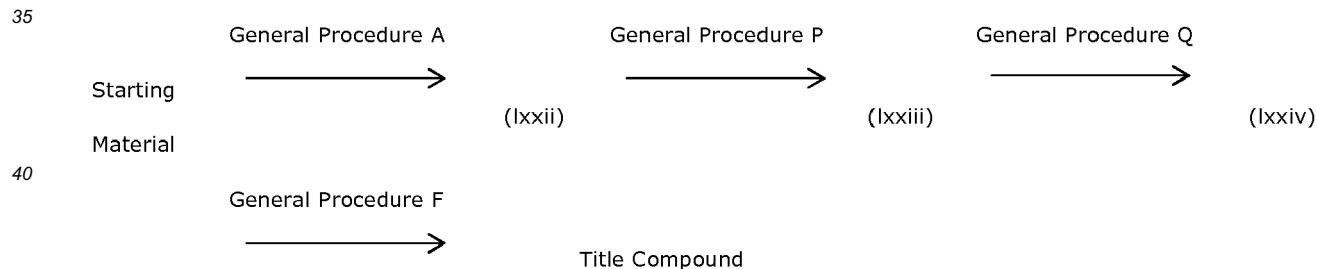 35
General Procedure A General Procedure P General Procedure Q
Starting
(lxxii) (lxxiii) (lxxiv)
Material
40
General Procedure F
Title Compound